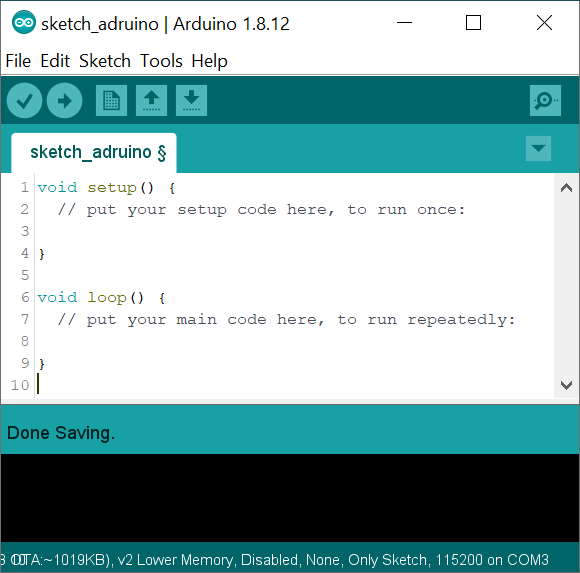 sketch_adruino | Arduino 1.8.12
File Edit Sketch Tools Help
sketch_adruino §
1 void setup() {
2 // put your setup code here, to run once:
3
4 }
5
6 void loop() {
7 // put your main code here, to run repeatedly:
8
9 }
10
Done Saving.
OTA:~1019KB), v2 Lower Memory, Disabled, None, Only Sketch, 115200 on COM3